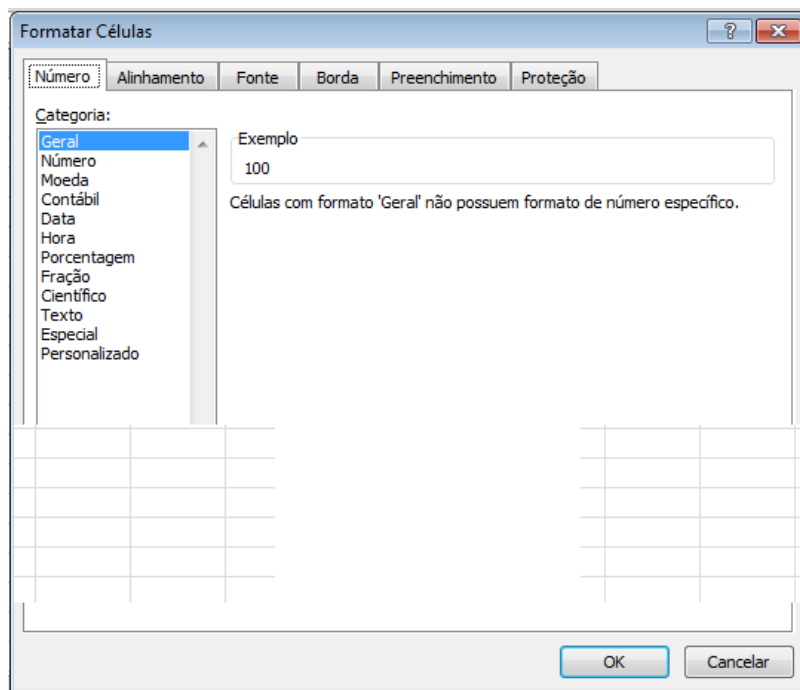 Formatar Células
Número Alinhamento Fonte Borda Preenchimento Proteção
Categoria:
Geral
Número
Moeda
Contábil
Data
Hora
Porcentagem
Fração
Científico
Texto
Especial
Personalizado
Exemplo
100
Células com formato 'Geral' não possuem formato de número específico.
OK Cancelar